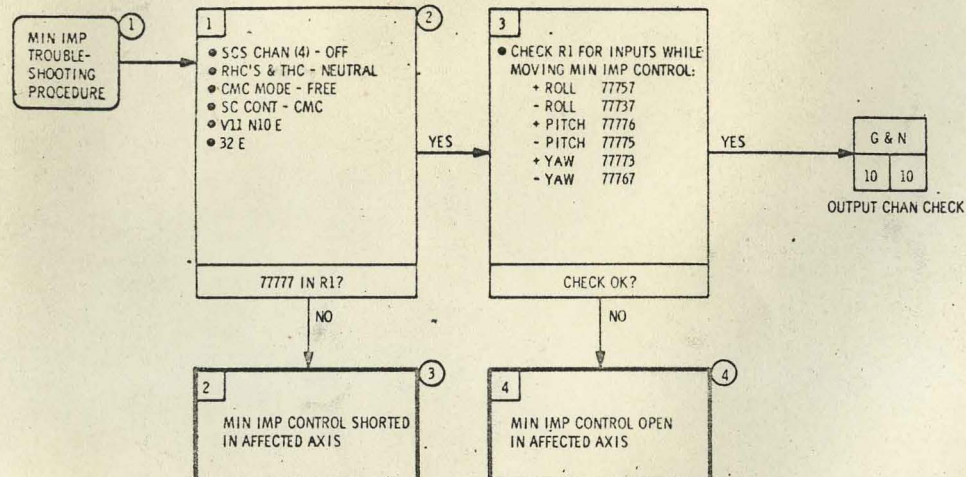 MIN IMP
TROUBLE-
SHOOTING
PROCEDURE
1
1
2
• SCS CHAN (4) - OFF
• RHC'S & THC - NEUTRAL
• CMC MODE - FREE
• SC CONT - CMC
• V11 N10 E
• 32 E
77777 IN R1?
YES
NO
3
• CHECK R1 FOR INPUTS WHILE
MOVING MIN IMP CONTROL:
+ ROLL 77757
- ROLL 77737
+ PITCH 77776
- PITCH 77775
+ YAW 77773
- YAW 77767
CHECK OK?
YES
NO
G & N
10 10
OUTPUT CHAN CHECK
2
3
MIN IMP CONTROL SHORTED
IN AFFECTED AXIS
4
4
MIN IMP CONTROL OPEN
IN AFFECTED AXIS